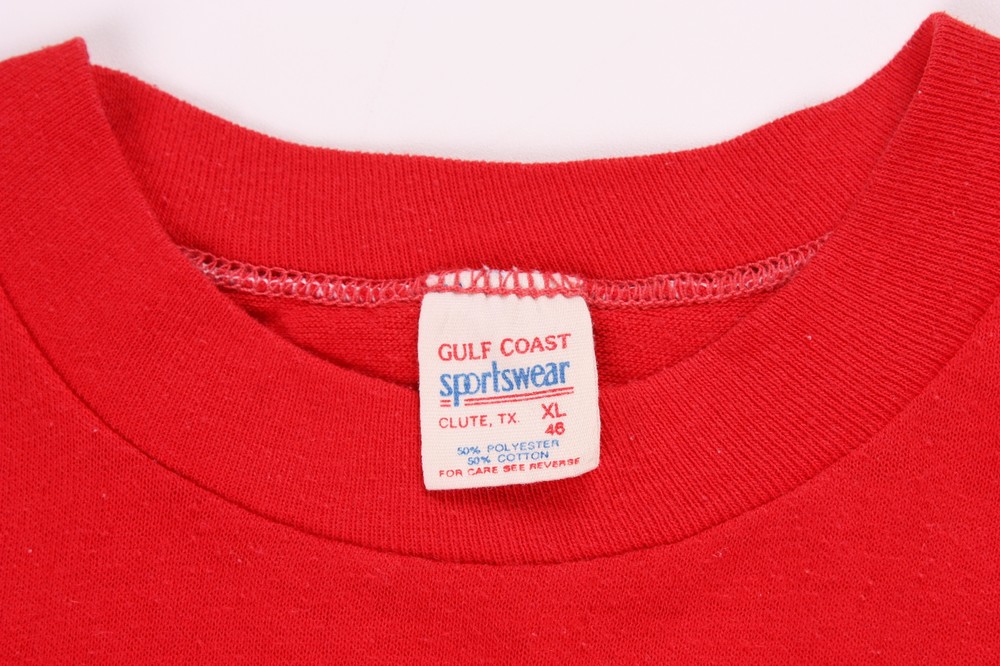 GULF COAST
sportswear
CLUTE, TX. XL
46
50% POLYESTER
50% COTTON
FOR CARE SEE REVERSE